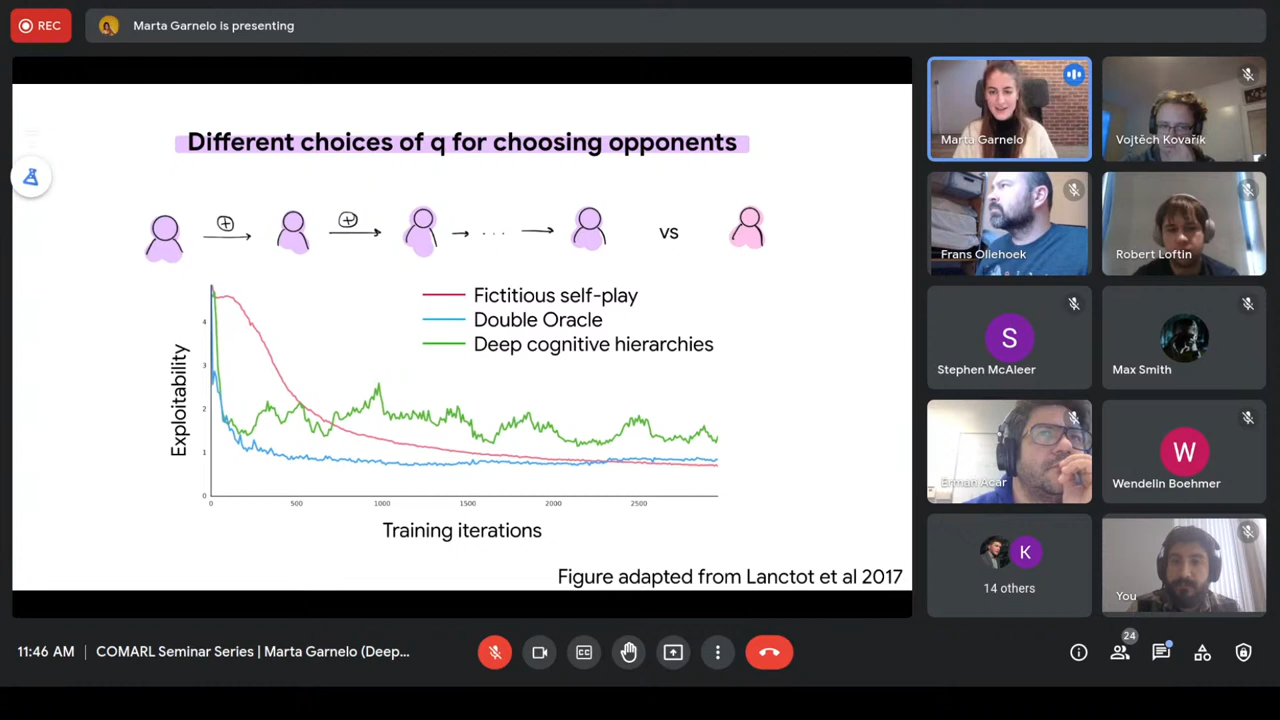 REC
Marta Garnelo is presenting
Different choices of q for choosing opponents
vs
Fictitious self-play
Double Oracle
Deep cognitive hierarchies
Exploitability
4
3
2
1
0
0 500 1000 1500 2000 2500
Training iterations
Figure adapted from Lanctot et al 2017
Marta Garnelo
Vojtěch Kovařík
Frans Oliehoek
Robert Loftin
S
Stephen McAleer
Max Smith
Erman Acar
W
Wendelin Boehmer
K
14 others
You
11:46 AM
COMARL Seminar Series | Marta Garnelo (Deep...
CC
24